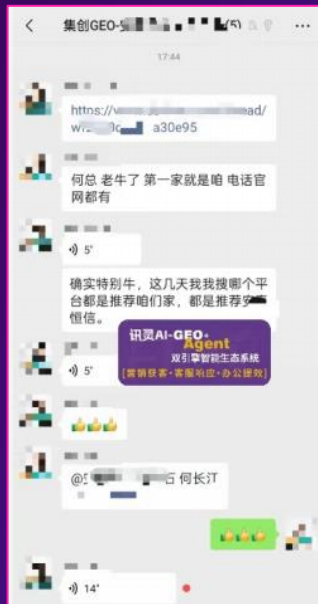 集创GEO-
(5)
17:44
https://
ead/
a30e95
何总 老牛了 第一家就是咱 电话官
网都有
5"
确实特别牛，这几天我我搜哪个平
台都是推荐咱们家，都是推荐安
恒信。
讯灵AI-GEO+
Agent
双引擎智能生态系统
[营销获客·客服响应·办公提效]
5"
何长江
14"